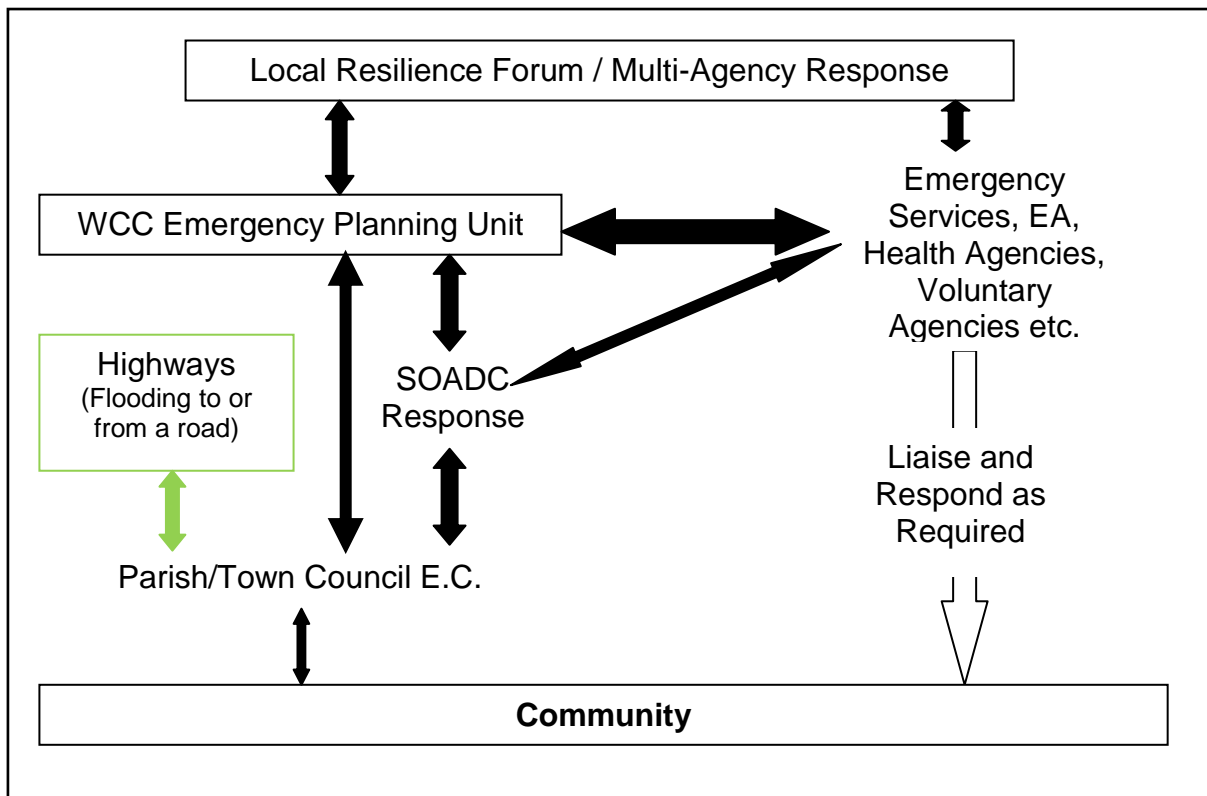 Local Resilience Forum / Multi-Agency Response
WCC Emergency Planning Unit
Emergency
Services, EA,
Health Agencies,
Voluntary
Agencies etc.
Highways
(Flooding to or
from a road)
SOADC
Response
Liaise and
Respond as
Required
Parish/Town Council E.C.
Community